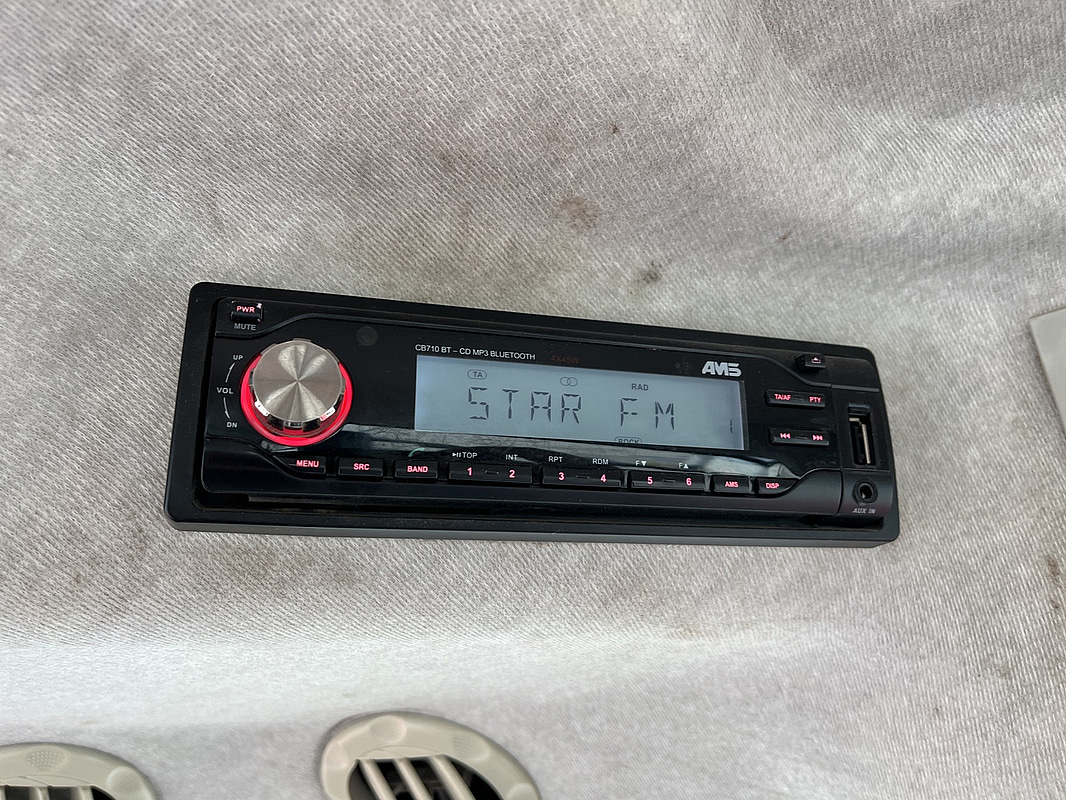 PWR
MUTE
CB710 BT – CD MP3 BLUETOOTH 4X45W
AMS
UP
VOL
DN
TA
RAD
STAR FM 1
ROCK
TA/AF PTY
MENU
SRC
BAND
TOP INT RPT RDM F▼ F▲
1 2 3 4 5 6
AMS
DISP
AUX IN